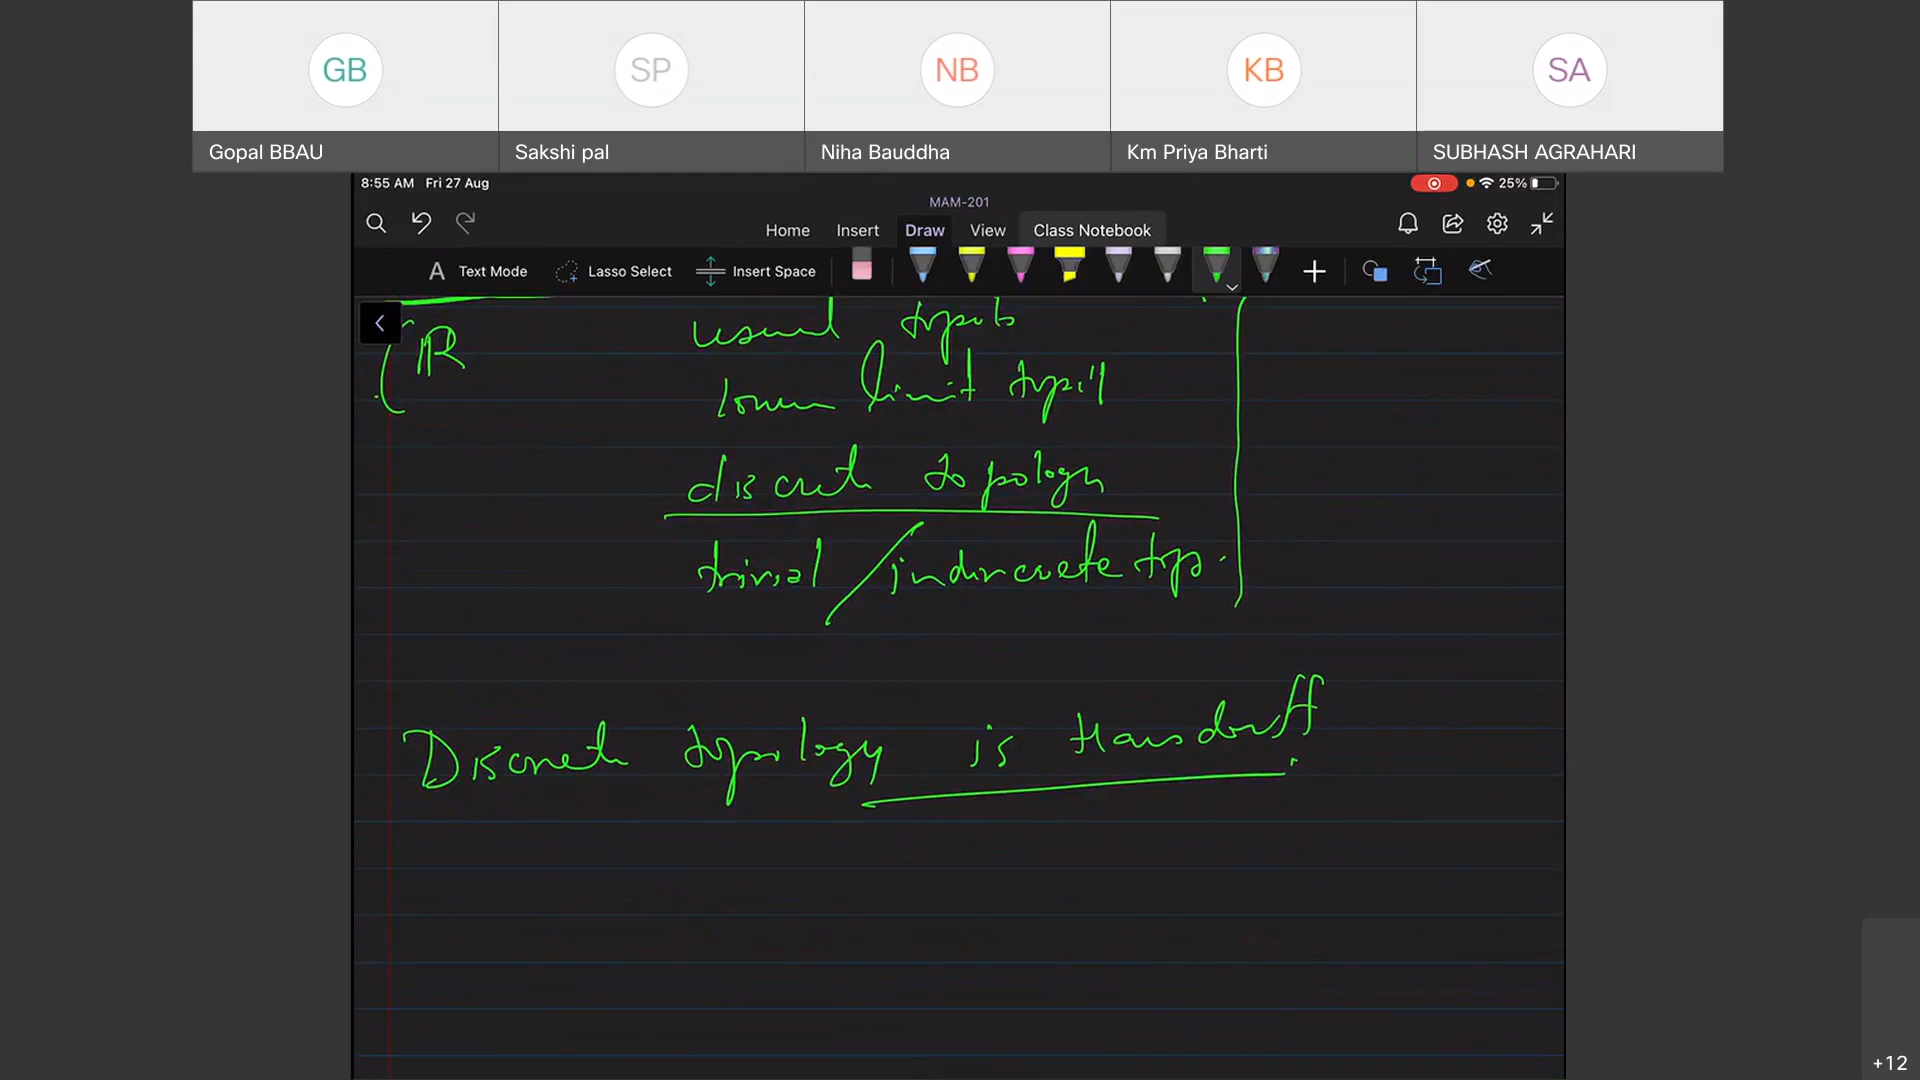 GB SP NB KB SA
Gopal BBAU Sakshi pal Niha Bauddha Km Priya Bharti SUBHASH AGRAHARI
8:55 AM Fri 27 Aug 25%
MAM-201
Home Insert Draw View Class Notebook
A Text Mode Lasso Select Insert Space
usual
ℝ
lower limit
discrete topology
trivial / indiscrete top.
Discrete topology is Hausdorff.
+12